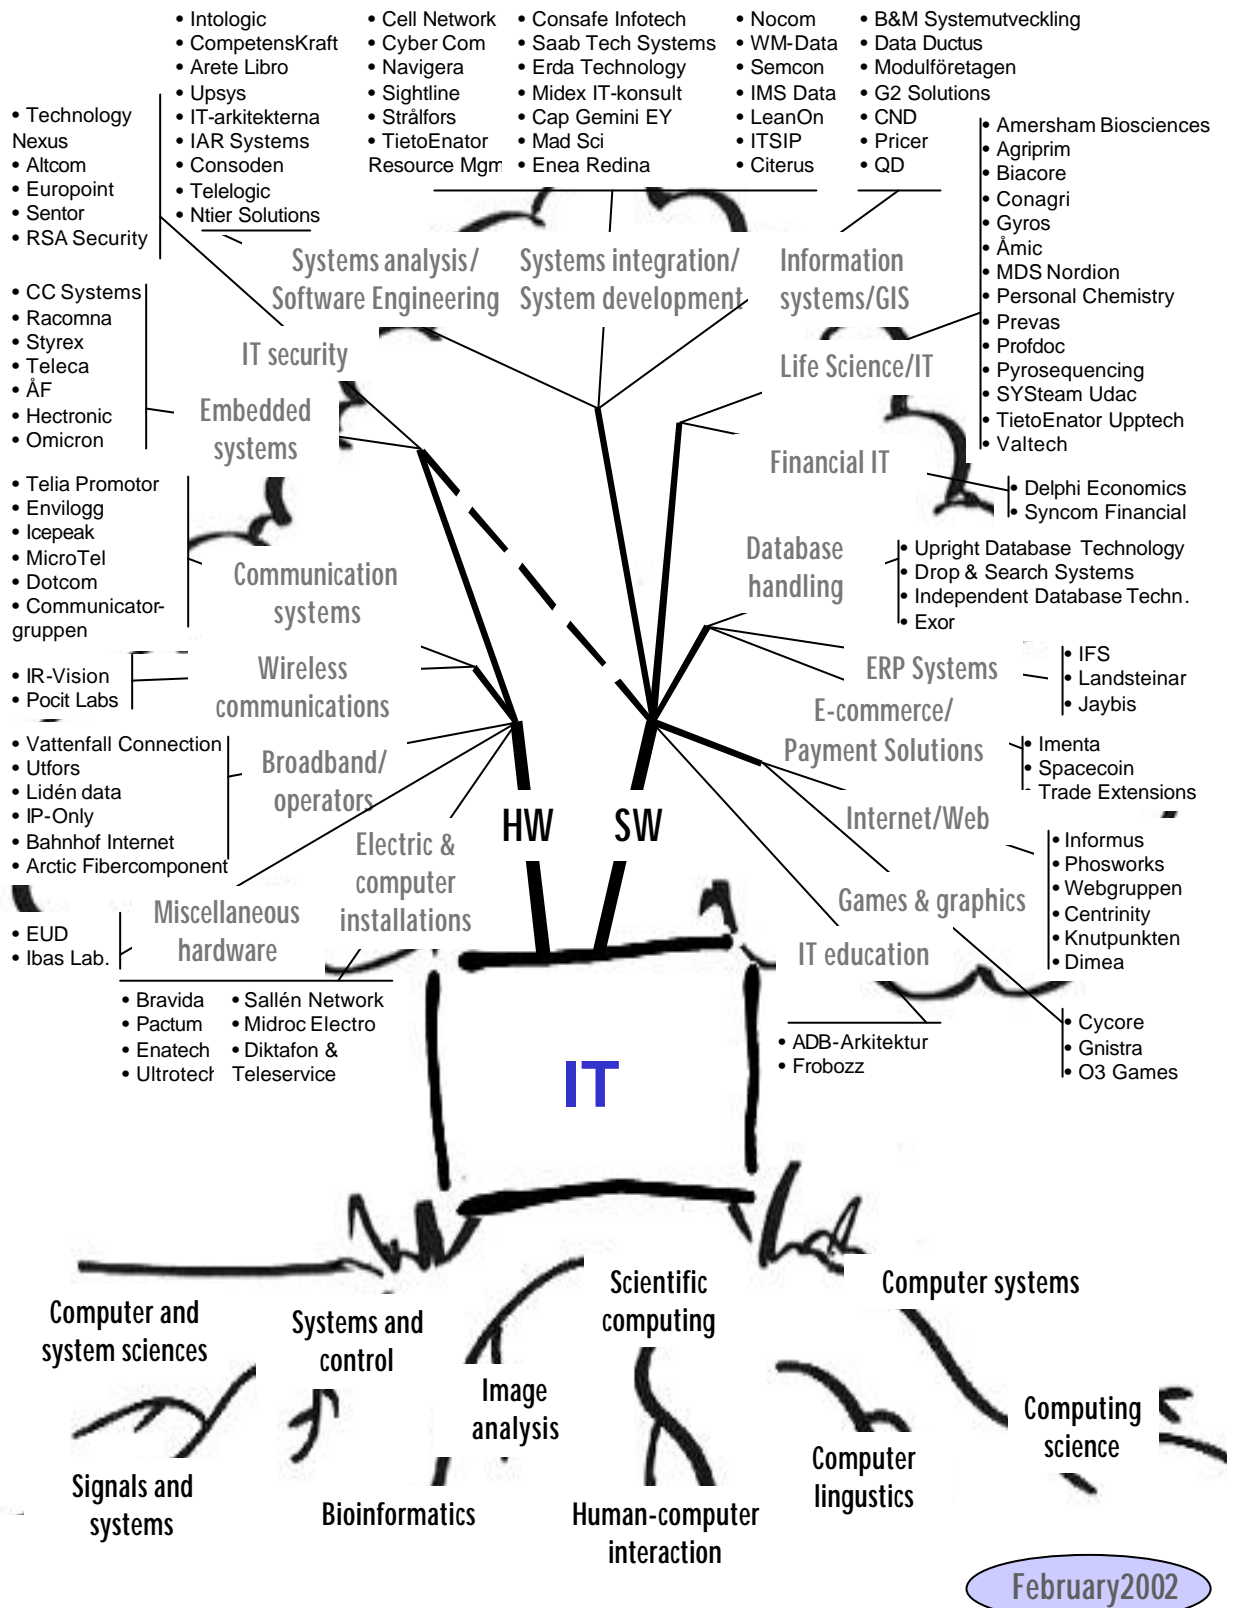 • Intologic
• CompetensKraft
• Arete Libro
• Upsys
• IT-arkitekterna
• IAR Systems
• Consoden
• Telelogic
• Ntier Solutions
• Cell Network
• Cyber Com
• Navigera
• Sightline
• Strålfors
• TietoEnator
Resource Mgm
• Consafe Infotech
• Saab Tech Systems
• Erda Technology
• Midex IT-konsult
• Cap Gemini EY
• Mad Sci
• Enea Redina
• Nocom
• WM-Data
• Semcon
• IMS Data
• LeanOn
• ITSIP
• Citerus
• B&M Systemutveckling
• Data Ductus
• Modulföretagen
• G2 Solutions
• CND
• Pricer
• QD
• Technology
Nexus
• Altcom
• Europoint
• Sentor
• RSA Security
• Amersham Biosciences
• Agriprim
• Biacore
• Conagri
• Gyros
• Åmic
• MDS Nordion
• Personal Chemistry
• Prevas
• Profdoc
• Pyrosequencing
• SYSteam Udac
• TietoEnator Upptech
• Valtech
Systems analysis/
Software Engineering
Systems integration/
System development
Information
systems/GIS
IT security
Life Science/IT
• CC Systems
• Racomna
• Styrex
• Teleca
• ÅF
• Hectronic
• Omicron
Embedded
systems
Financial IT
• Delphi Economics
• Syncom Financial
• Telia Promotor
• Envilogg
• Icepeak
• MicroTel
• Dotcom
• Communicator-
gruppen
Communication
systems
Database
handling
• Upright Database Technology
• Drop & Search Systems
• Independent Database Techn.
• Exor
• IR-Vision
• Pocit Labs
Wireless
communications
ERP Systems
• IFS
• Landsteinar
• Jaybis
• Vattenfall Connection
• Utfors
• Lidén data
• IP-Only
• Bahnhof Internet
• Arctic Fibercomponent
Broadband/
operators
E-commerce/
Payment Solutions
• Imenta
• Spacecoin
• Trade Extensions
HW
SW
Electric &
computer
installations
Internet/Web
• Informus
• Phosworks
• Webgruppen
• Centrinity
• Knutpunkten
• Dimea
• EUD
• Ibas Lab.
Miscellaneous
hardware
Games & graphics
IT education
• Bravida
• Pactum
• Enatech
• Ultrotech
• Sallén Network
• Midroc Electro
• Diktafon &
Teleservice
• ADB-Arkitektur
• Frobozz
• Cycore
• Gnistra
• O3 Games
IT
Computer and
system sciences
Systems and
control
Scientific
computing
Computer systems
Image
analysis
Computing
science
Signals and
systems
Bioinformatics
Human-computer
interaction
Computer
lingustics
February2002